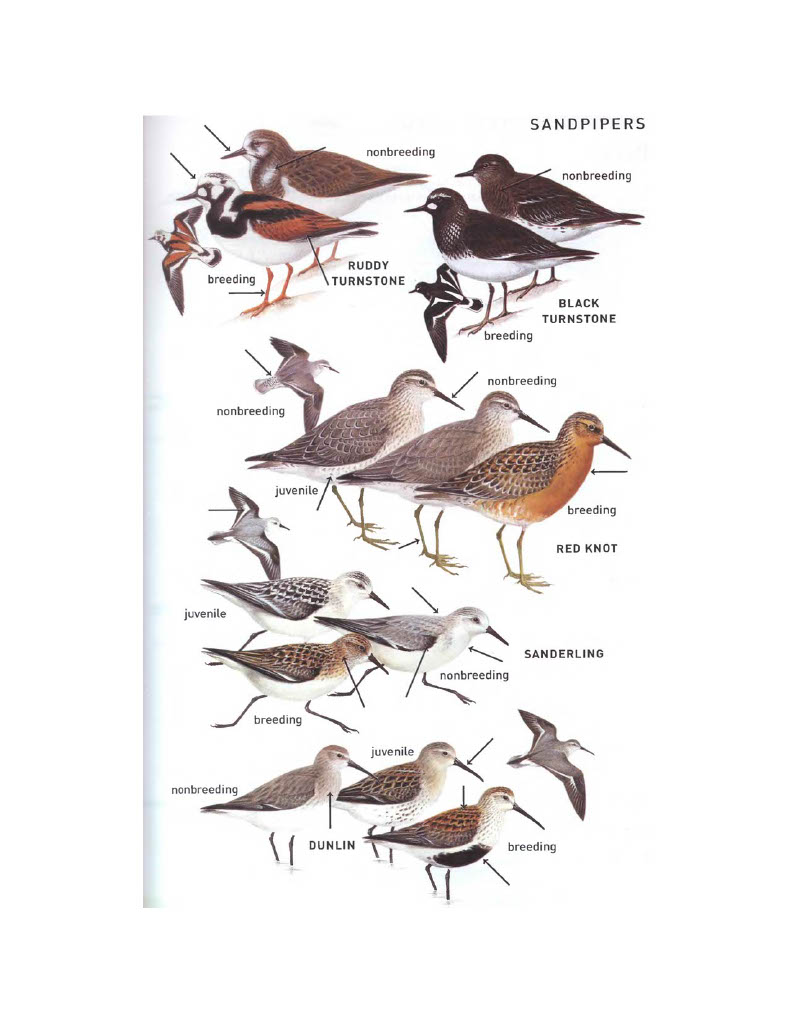 SANDPIPERS
nonbreeding
nonbreeding
breeding
RUDDY
TURNSTONE
BLACK
TURNSTONE
breeding
nonbreeding
nonbreeding
juvenile
breeding
RED KNOT
juvenile
SANDERLING
nonbreeding
breeding
juvenile
nonbreeding
DUNLIN
breeding